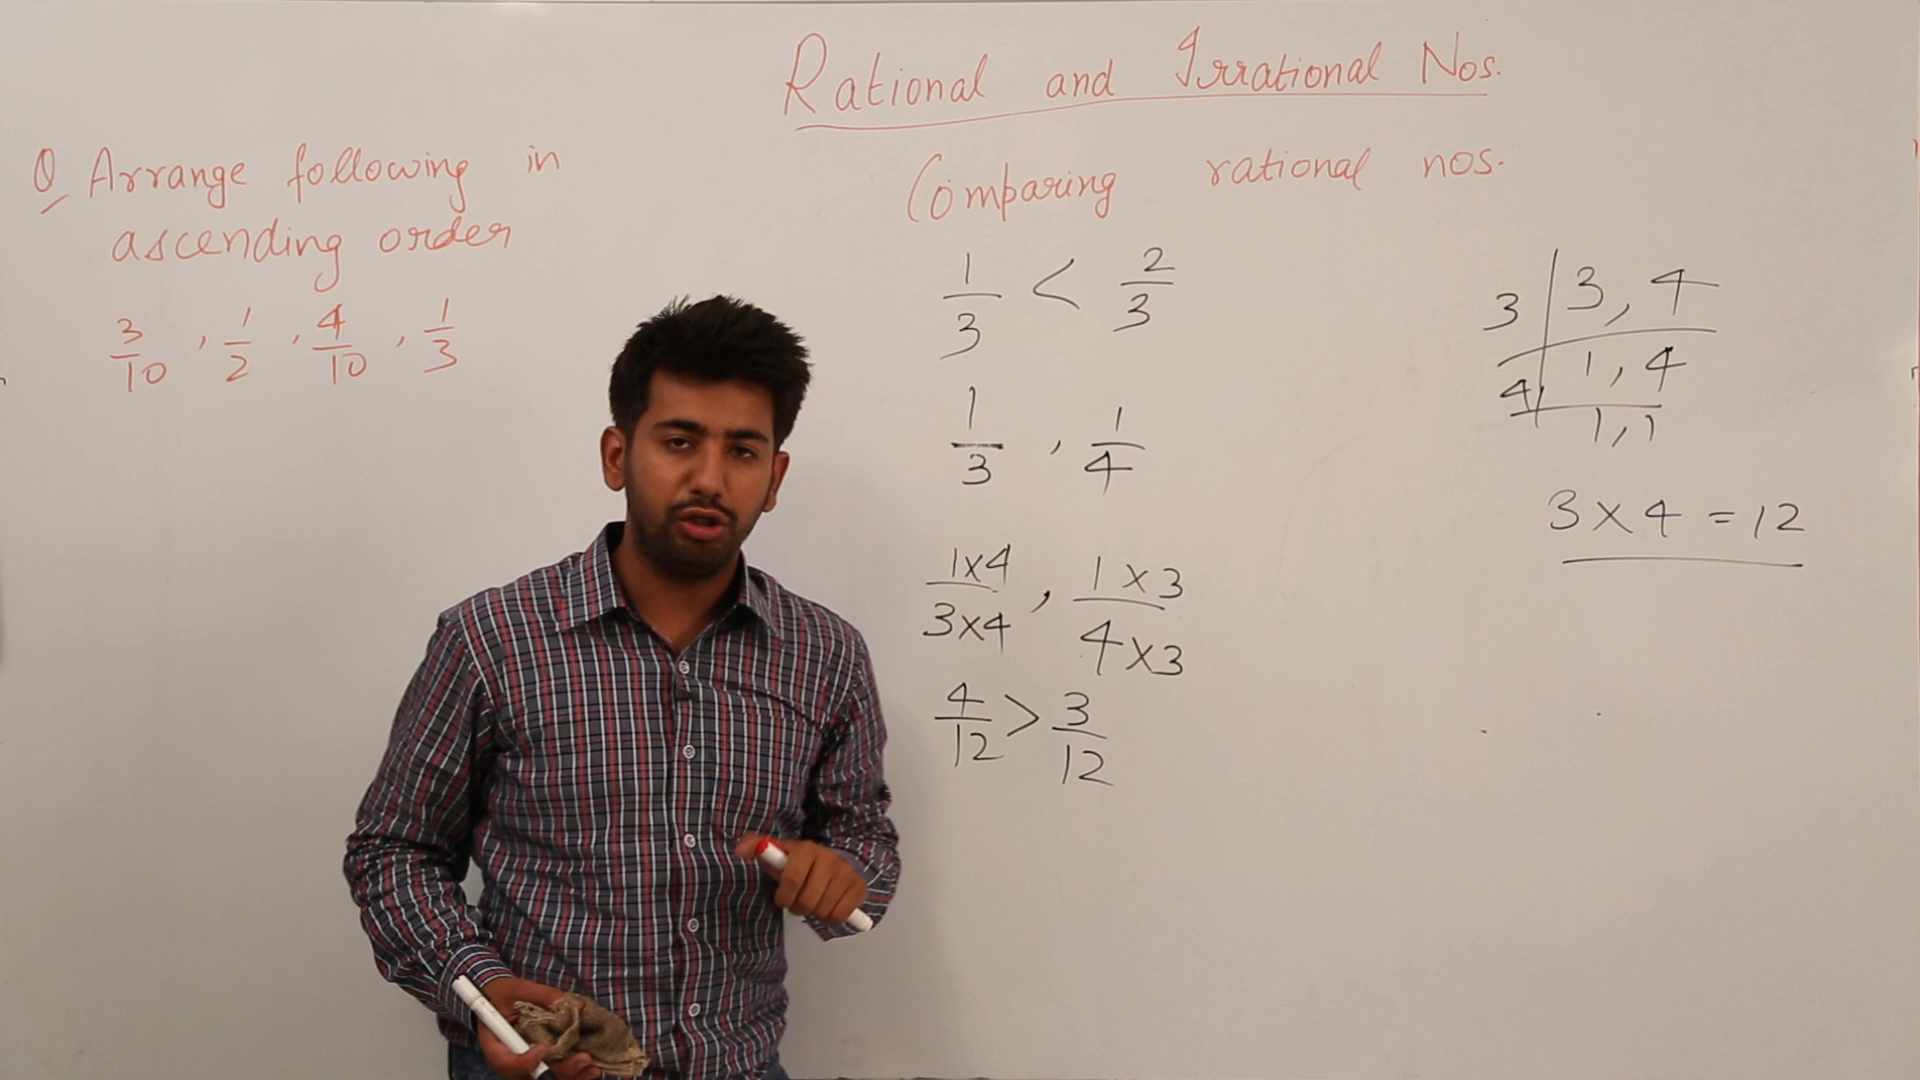 Rational and Irrational Nos.
Q Arrange following in
ascending order
3/10 , 1/2 , 4/10 , 1/3
Comparing rational nos.
1/3 < 2/3
1/3 , 1/4
1x4/3x4 , 1x3/4x3
4/12 > 3/12
3 | 3, 4
4 | 1, 4
1, 1
3 x 4 = 12